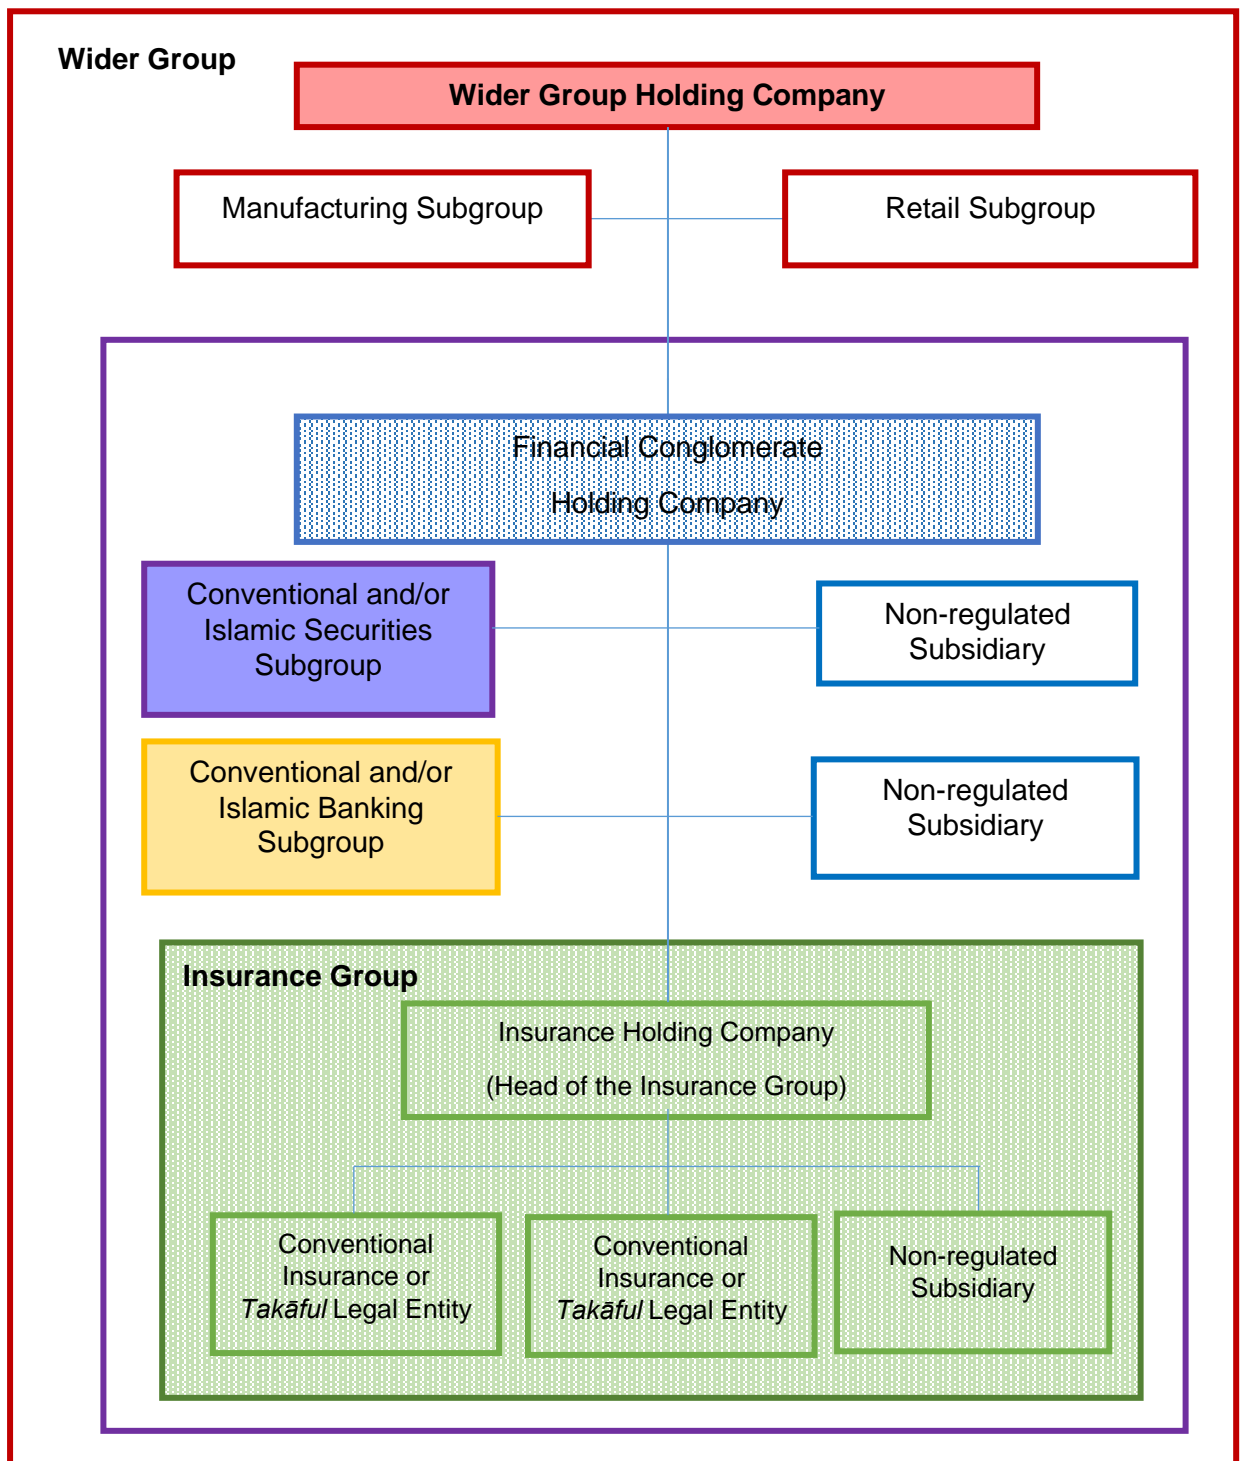 Wider Group
Wider Group Holding Company
Manufacturing Subgroup
Retail Subgroup
Financial Conglomerate
Holding Company
Conventional and/or
Islamic Securities
Subgroup
Non-regulated
Subsidiary
Conventional and/or
Islamic Banking
Subgroup
Non-regulated
Subsidiary
Insurance Group
Insurance Holding Company
(Head of the Insurance Group)
Conventional
Insurance or
Takāful Legal Entity
Conventional
Insurance or
Takāful Legal Entity
Non-regulated
Subsidiary